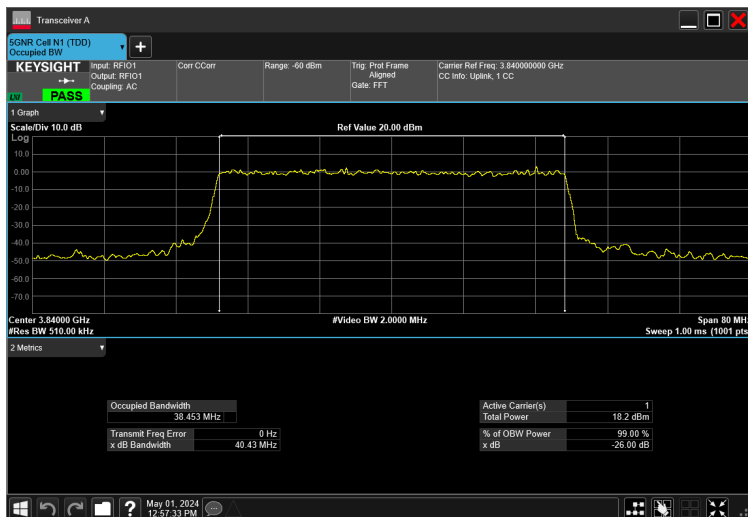 Transceiver A
5GNR Cell N1 (TDD)
Occupied BW
+
KEYSIGHT
LXI
PASS
Input: RFIO1
Output: RFIO1
Coupling: AC
Corr CCorr
Range: -60 dBm
Trig: Prot Frame
Aligned
Gate: FFT
Carrier Ref Freq: 3.840000000 GHz
CC Info: Uplink, 1 CC
1 Graph
Scale/Div 10.0 dB
Ref Value 20.00 dBm
Log
10.0
0.00
-10.0
-20.0
-30.0
-40.0
-50.0
-60.0
-70.0
Center 3.84000 GHz
#Video BW 2.0000 MHz
Span 80 MHz
#Res BW 510.00 kHz
Sweep 1.00 ms (1001 pts
2 Metrics
Occupied Bandwidth
38.453 MHz
Transmit Freq Error 0 Hz
x dB Bandwidth 40.43 MHz
Active Carrier(s) 1
Total Power 18.2 dBm
% of OBW Power 99.00 %
x dB -26.00 dB
?
May 01, 2024
12:57:33 PM